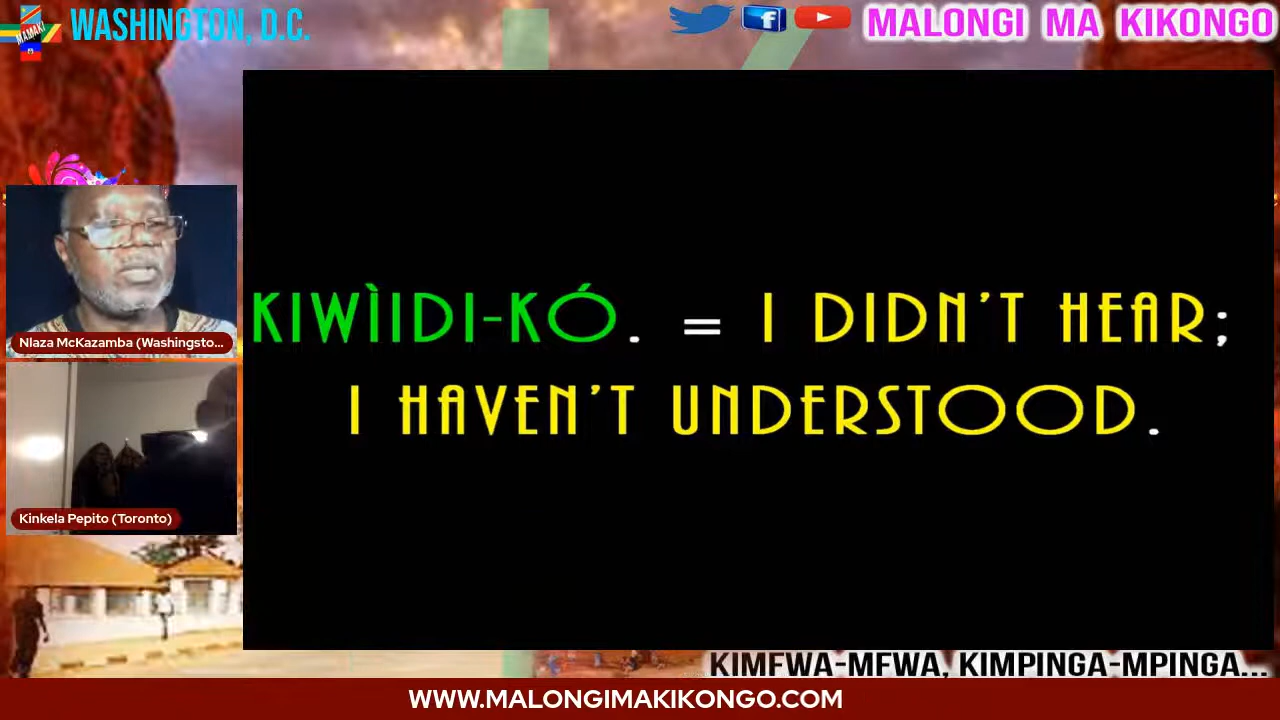 WASHINGTON, D.C.
MALONGI MA KIKONGO
MAMAKI
KIWÌIDI-KÓ. = I DIDN'T HEAR;
I HAVEN'T UNDERSTOOD.
Nlaza McKazamba (Washingsto...
Kinkela Pepito (Toronto)
KIMFWA-MFWA, KIMPINGA-MPINGA...
WWW.MALONGIMAKIKONGO.COM